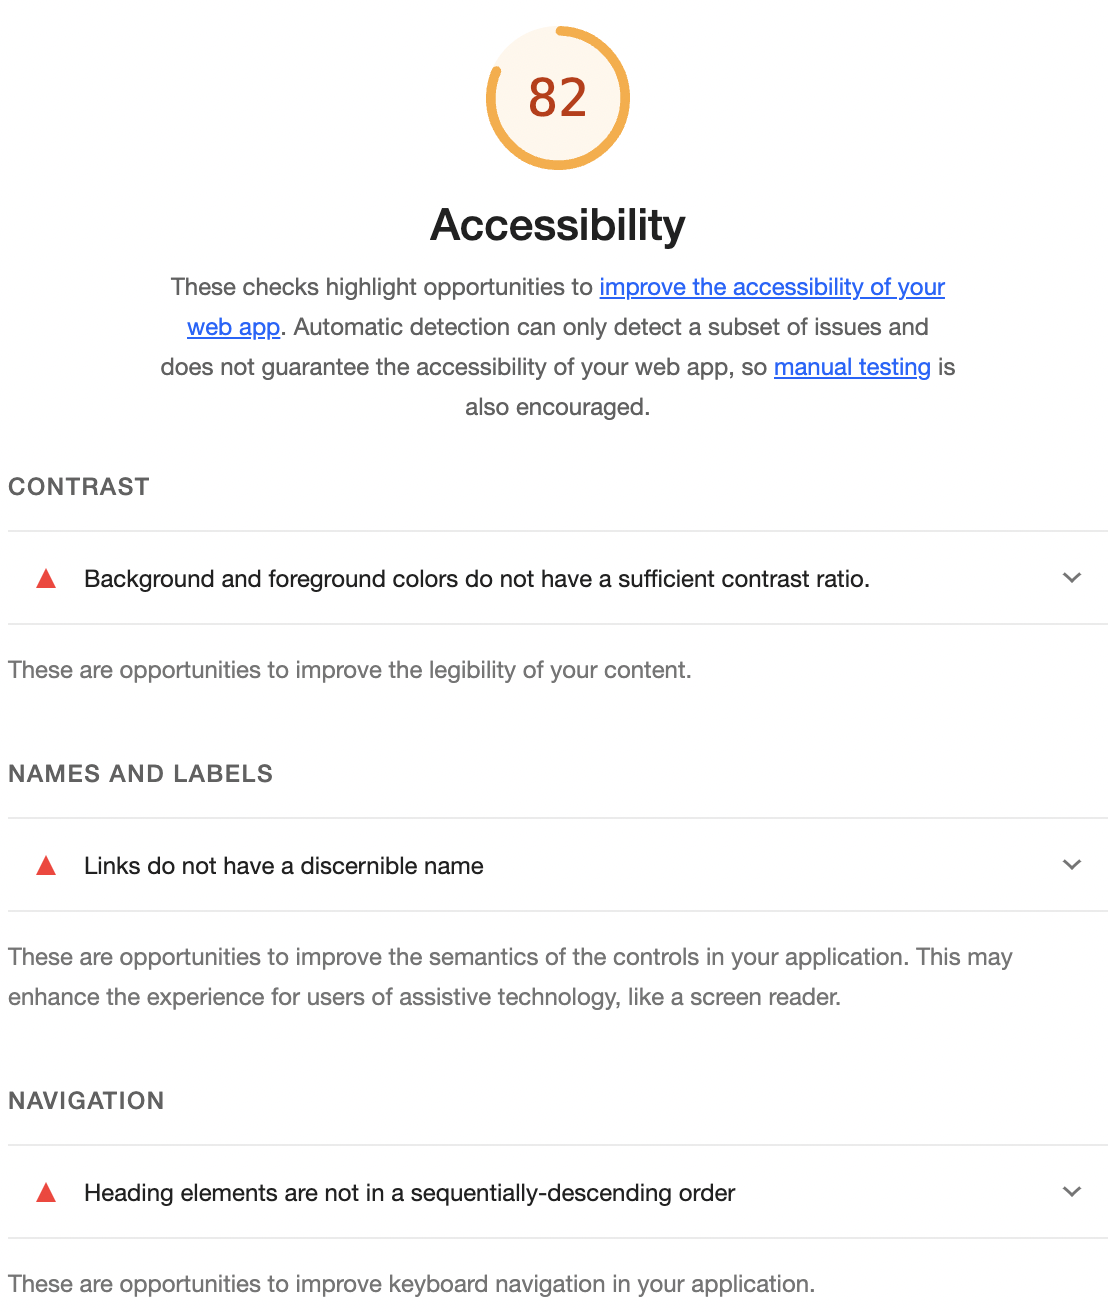 82
Accessibility
These checks highlight opportunities to improve the accessibility of your
web app. Automatic detection can only detect a subset of issues and
does not guarantee the accessibility of your web app, so manual testing is
also encouraged.
CONTRAST
Background and foreground colors do not have a sufficient contrast ratio.
These are opportunities to improve the legibility of your content.
NAMES AND LABELS
Links do not have a discernible name
These are opportunities to improve the semantics of the controls in your application. This may
enhance the experience for users of assistive technology, like a screen reader.
NAVIGATION
Heading elements are not in a sequentially-descending order
These are opportunities to improve keyboard navigation in your application.